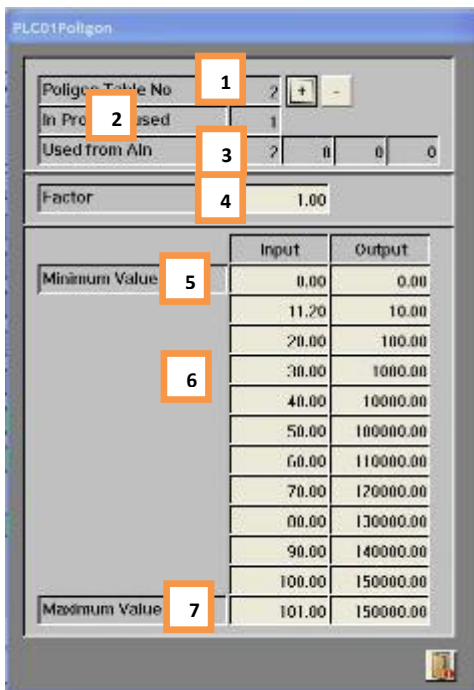 PLC01Poligon
Poligon Table No 1 2 + -
In Pro 2 used 1
Used from AIn 3 2 0 0 0
Factor 4 1.00
Input Output
Minimum Value 5 0.00 0.00
11.20 10.00
20.00 100.00
6 30.00 1000.00
40.00 10000.00
50.00 100000.00
60.00 110000.00
70.00 120000.00
80.00 130000.00
90.00 140000.00
100.00 150000.00
Maximum Value 7 101.00 150000.00